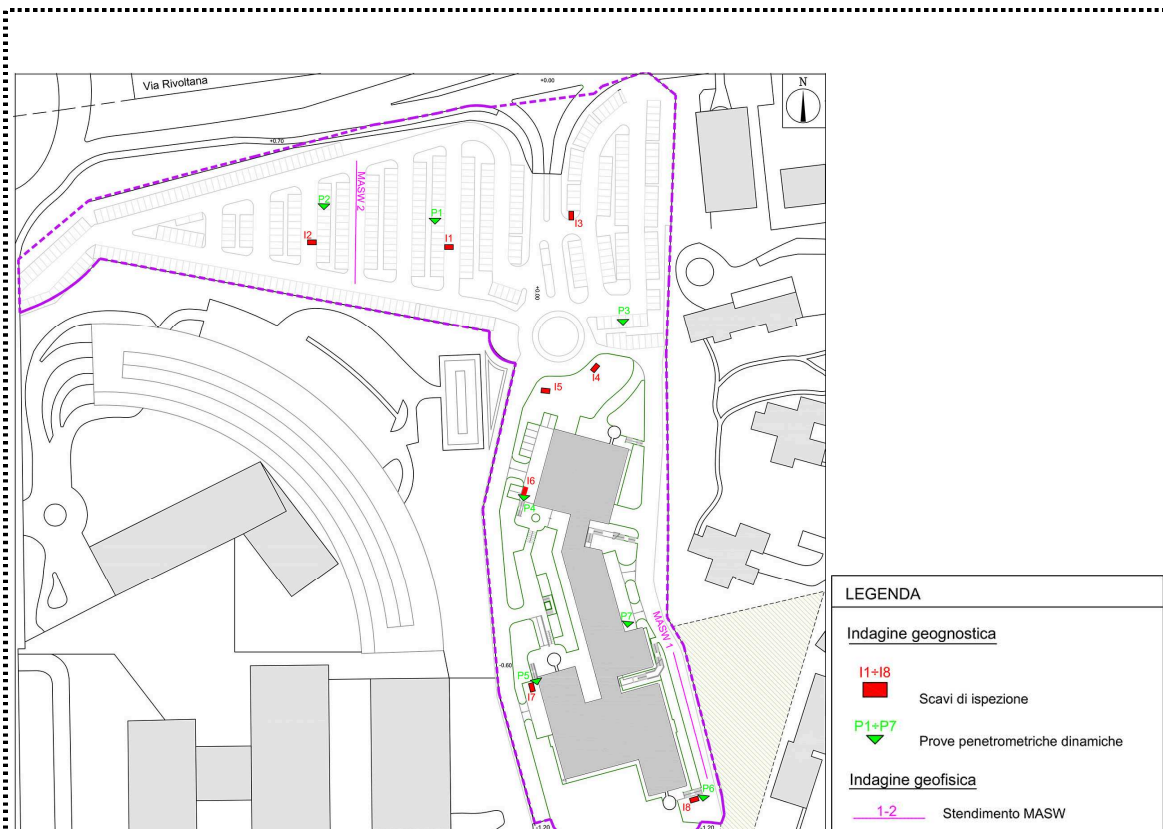 Via Rivoltana
+0.00
N
+0.70
MASW 2
P2
P1
I3
I2
I1
±0.00
P3
I4
I5
I6
P4
P7
MASW 1
-0.60
P5
I7
P6
I8
-1.20
-1.20
LEGENDA
Indagine geognostica
I1÷I8
Scavi di ispezione
P1÷P7
Prove penetrometriche dinamiche
Indagine geofisica
1-2
Stendimento MASW